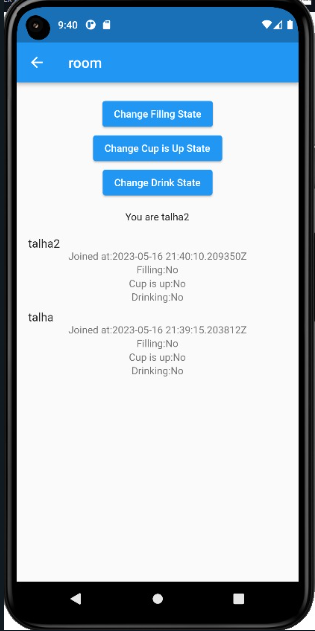 9:40
room
Change Filing State
Change Cup is Up State
Change Drink State
You are talha2
talha2
Joined at:2023-05-16 21:40:10.209350Z
Filling:No
Cup is up:No
Drinking:No
talha
Joined at:2023-05-16 21:39:15.203812Z
Filling:No
Cup is up:No
Drinking:No